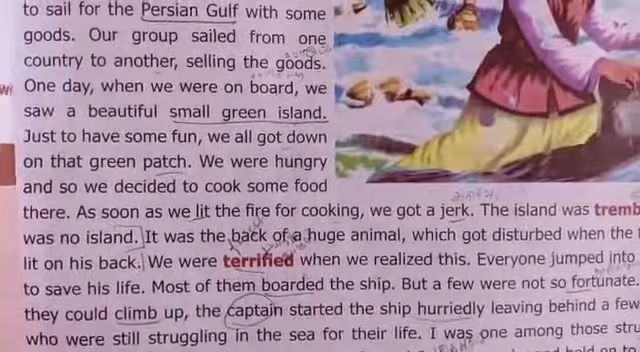 to sail for the Persian Gulf with some
goods. Our group sailed from one
country to another, selling the goods.
One day, when we were on board, we
saw a beautiful small green island.
Just to have some fun, we all got down
on that green patch. We were hungry
and so we decided to cook some food
there. As soon as we lit the fire for cooking, we got a jerk. The island was tremb
was no island. It was the back of a huge animal, which got disturbed when the
lit on his back. We were terrified when we realized this. Everyone jumped into
to save his life. Most of them boarded the ship. But a few were not so fortunate.
they could climb up, the captain started the ship hurriedly leaving behind a few
who were still struggling in the sea for their life. I was one among those stru